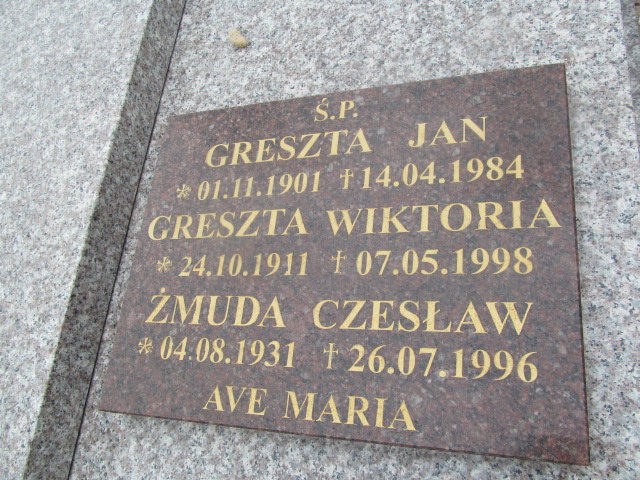 Ś.P.
GRESZTA JAN
* 01.11.1901 † 14.04.1984
GRESZTA WIKTORIA
* 24.10.1911 † 07.05.1998
ŻMUDA CZESŁAW
* 04.08.1931 † 26.07.1996
AVE MARIA